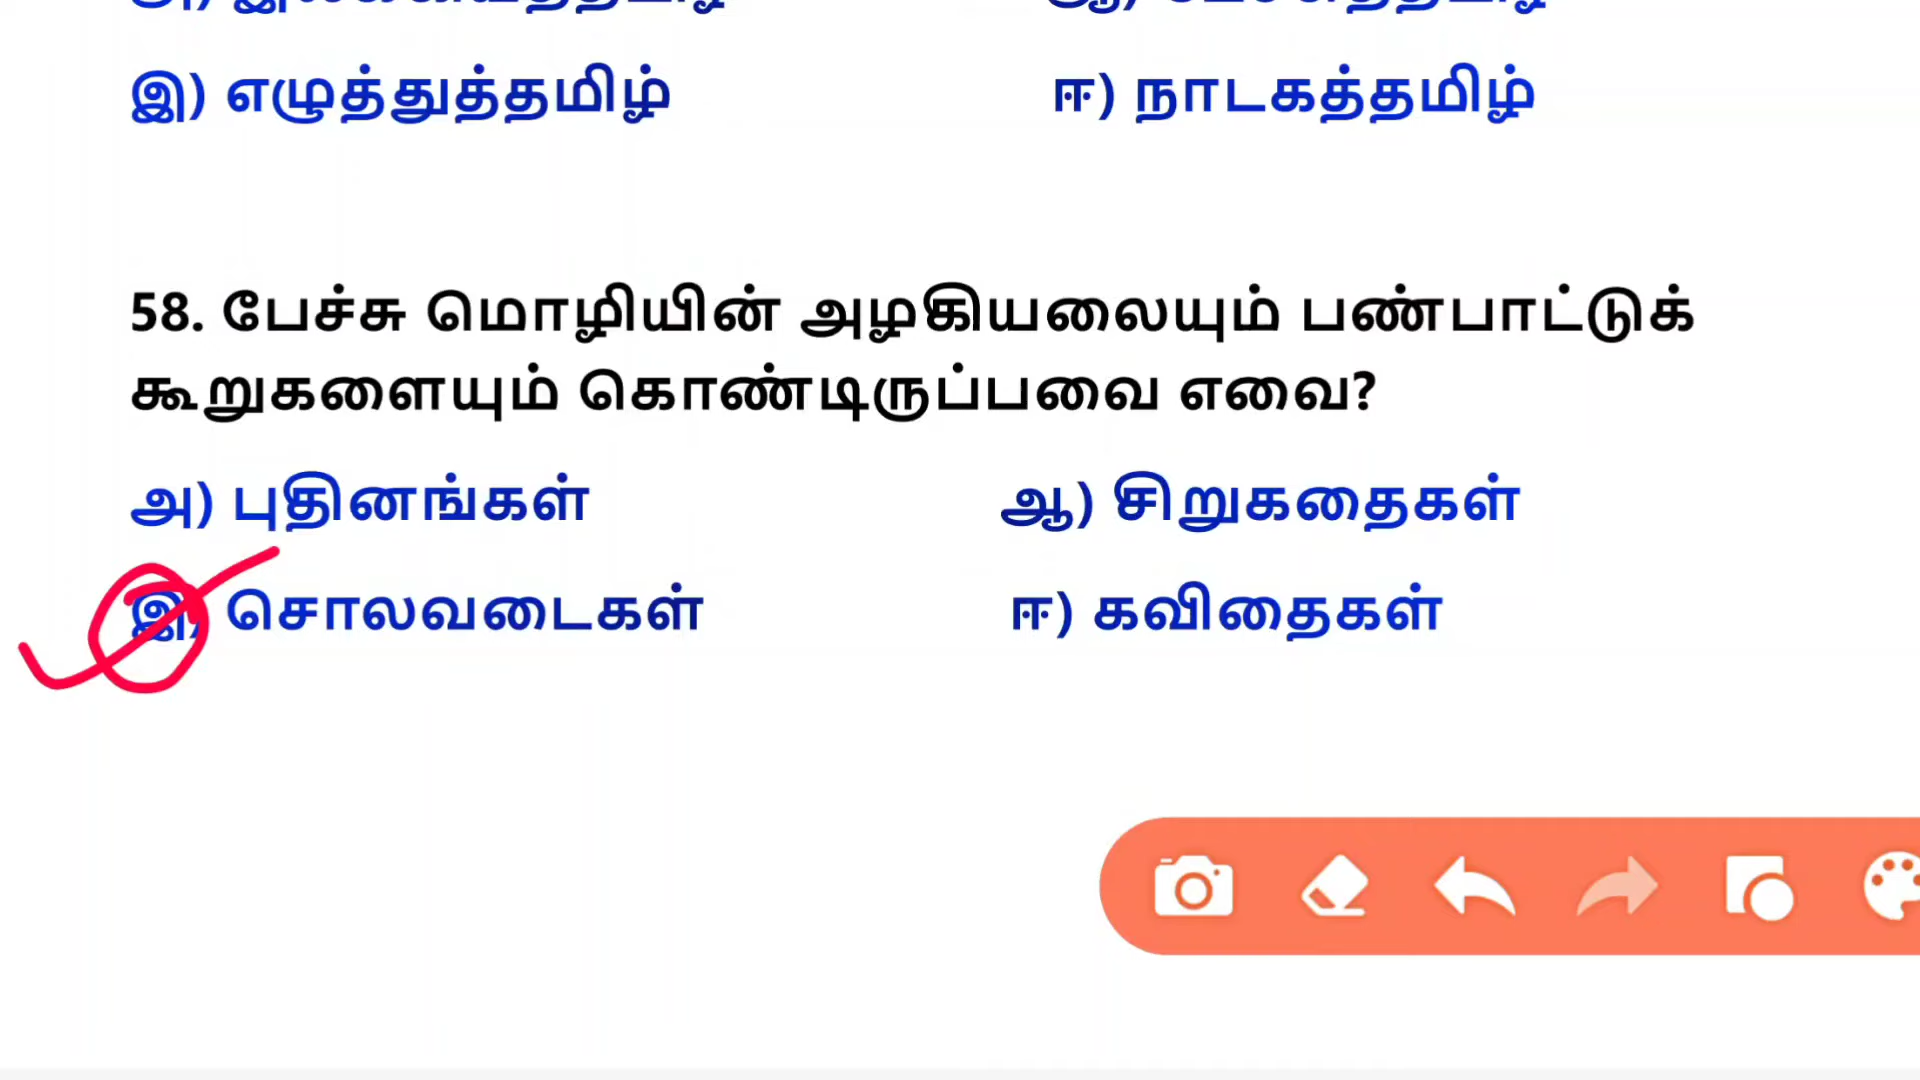 இ) எழுத்துத்தமிழ் ஈ) நாடகத்தமிழ்
58. பேச்சு மொழியின் அழகியலையும் பண்பாட்டுக்
கூறுகளையும் கொண்டிருப்பவை எவை?
அ) புதினங்கள் ஆ) சிறுகதைகள்
இ) சொலவடைகள் ஈ) கவிதைகள்